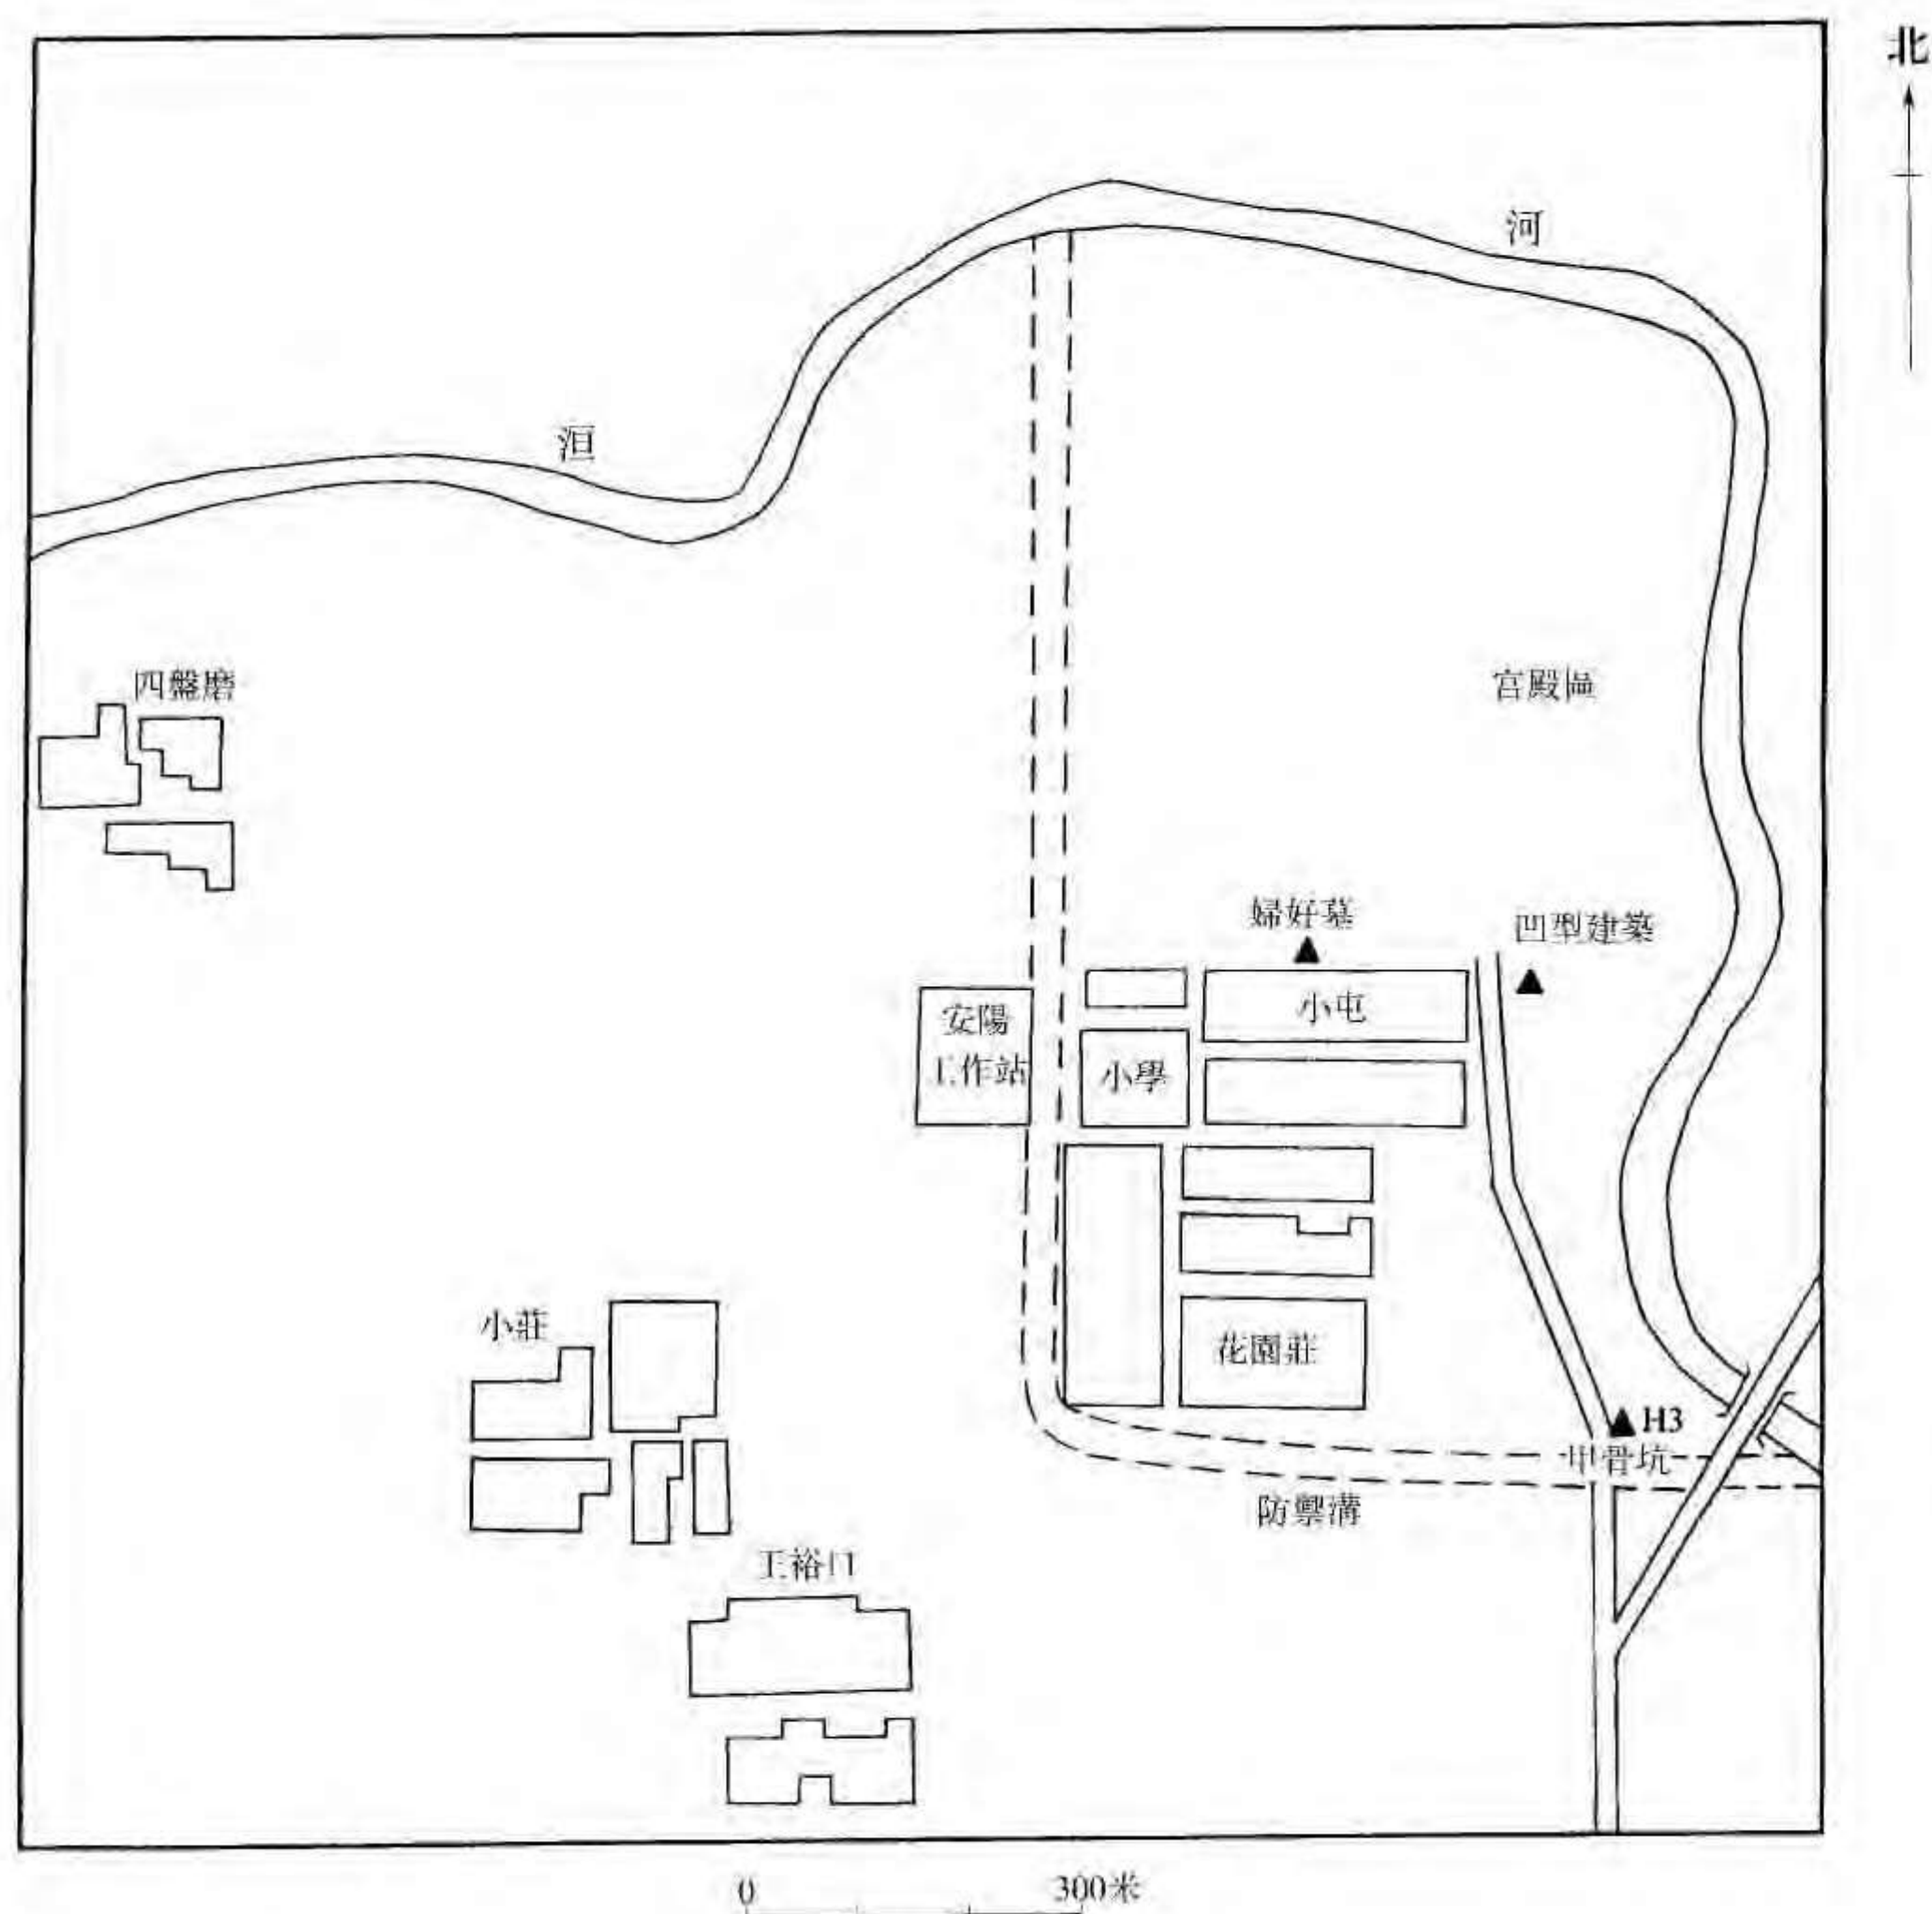 北
河
洹
四盤磨
宮殿區
婦好墓
凹型建築
安陽
工作站
小屯
小學
小莊
花園莊
H3
甲骨坑
防禦溝
王裕口
0
300米